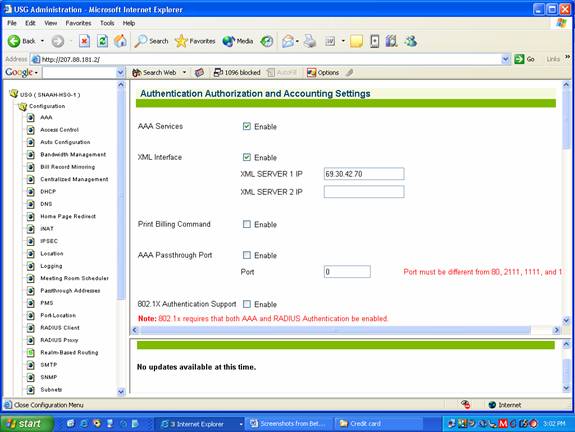 USG Administration - Microsoft Internet Explorer
File Edit View Favorites Tools Help
Back Search Favorites Media
Address http://207.88.181.2/ Go Links
Google Search Web 1096 blocked AutoFill Options
USG ( SNAAH-HSG-1 )
Configuration
AAA
Access Control
Auto Configuration
Bandwidth Management
Bill Record Mirroring
Centralized Management
DHCP
DNS
Home Page Redirect
iNAT
IPSEC
Location
Logging
Meeting Room Scheduler
Passthrough Addresses
PMS
Port-Location
RADIUS Client
RADIUS Proxy
Realm-Based Routing
SMTP
SNMP
Subnets
Authentication Authorization and Accounting Settings
AAA Services Enable
XML Interface Enable
XML SERVER 1 IP 69.30.42.70
XML SERVER 2 IP
Print Billing Command Enable
AAA Passthrough Port Enable
Port 0 Port must be different from 80, 2111, 1111, and 1
802.1X Authentication Support Enable
Note: 802.1x requires that both AAA and RADIUS Authentication be enabled.
No updates available at this time.
Close Configuration Menu Internet
start 3 Internet Explorer Screenshots from Bet... Credit card 3:02 PM